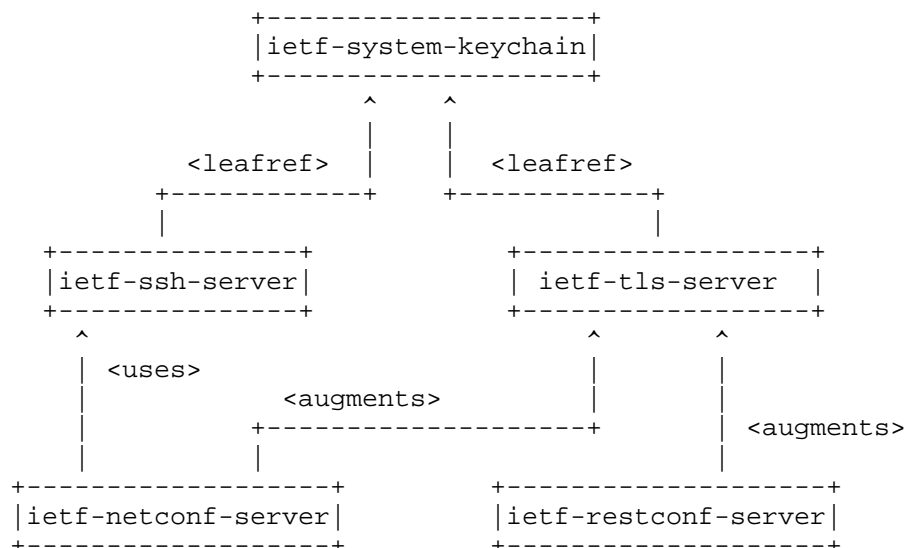 ietf-system-keychain
<leafref> <leafref>
ietf-ssh-server ietf-tls-server
<uses>
<augments>
<augments>
ietf-netconf-server ietf-restconf-server